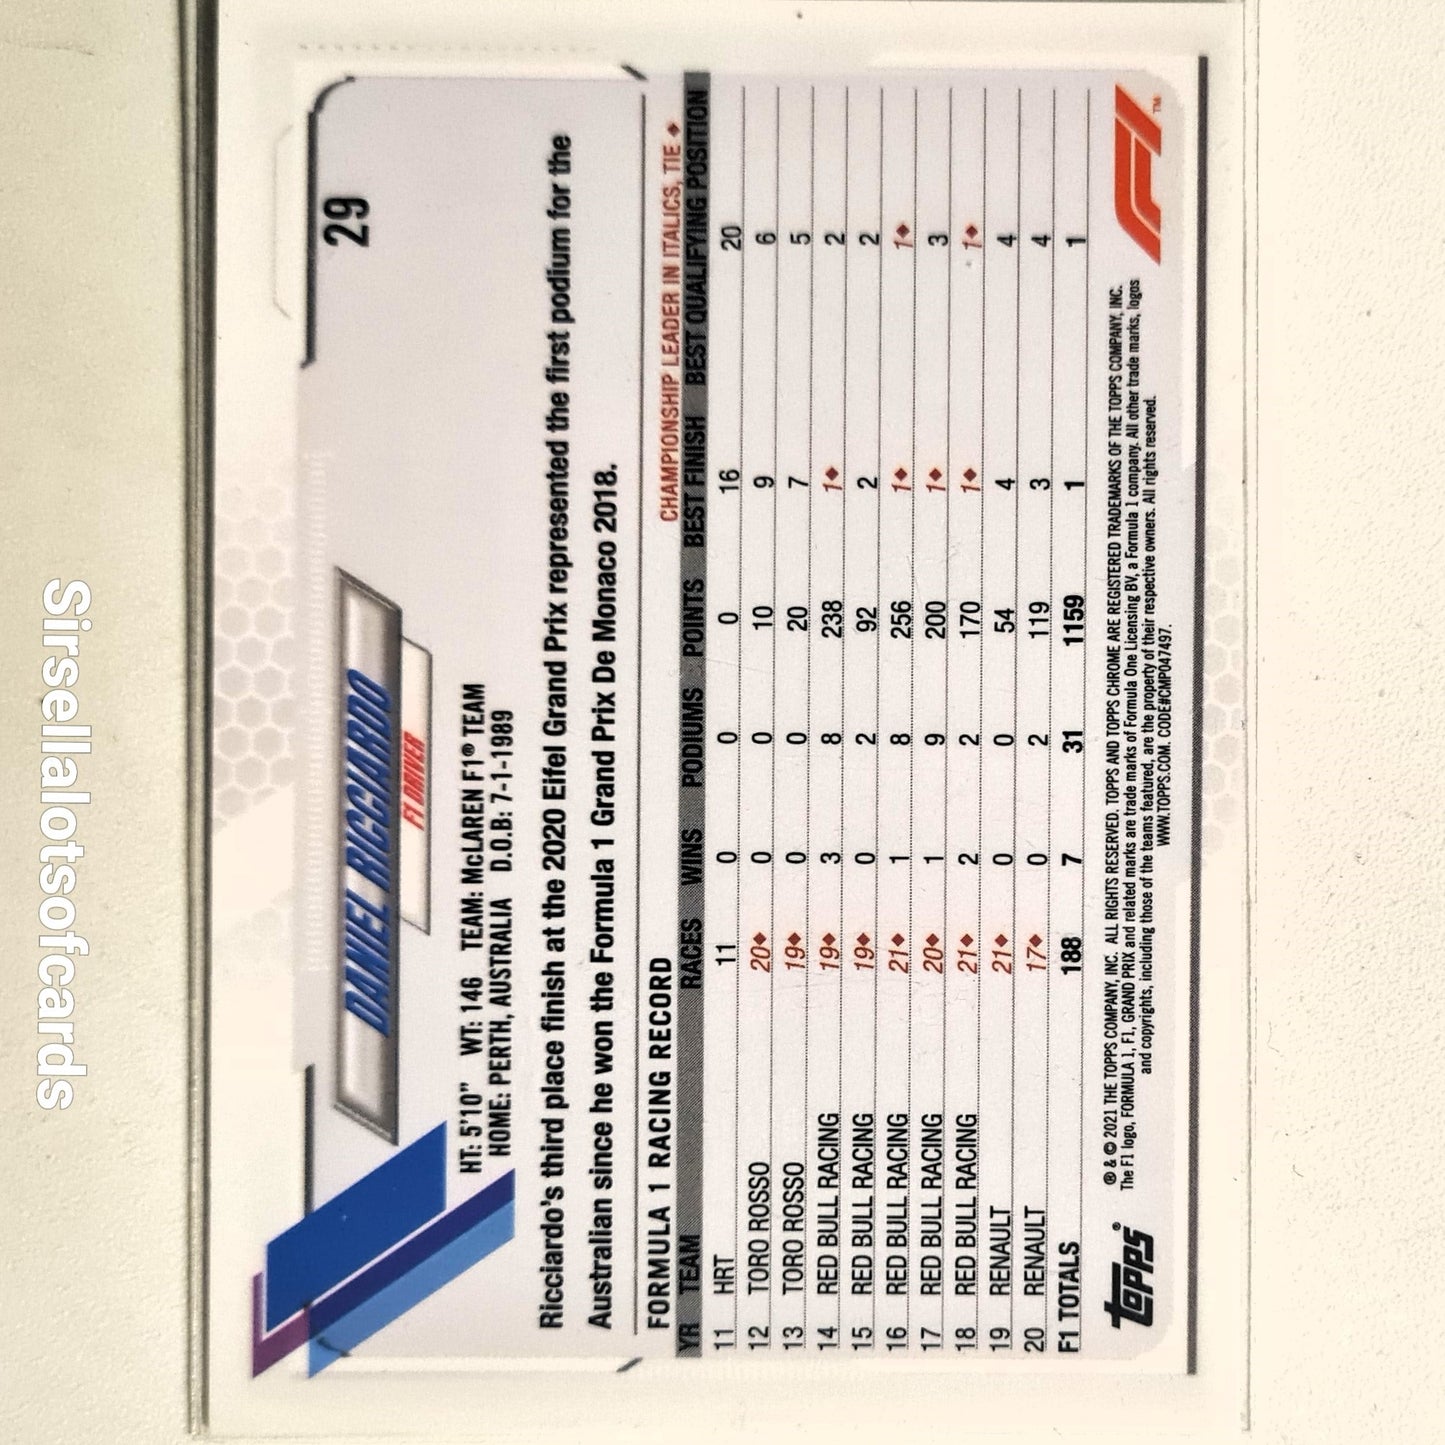 29
DANIEL RICCIARDO
F1 DRIVER
HT: 5'10" WT: 146 TEAM: McLAREN F1® TEAM
HOME: PERTH, AUSTRALIA D.O.B: 7-1-1989
Ricciardo's third place finish at the 2020 Eifel Grand Prix represented the first podium for the
Australian since he won the Formula 1 Grand Prix De Monaco 2018.
FORMULA 1 RACING RECORD CHAMPIONSHIP LEADER IN ITALICS, TIE ♦
YR TEAM RACES WINS PODIUMS POINTS BEST FINISH BEST QUALIFYING POSITION
11 HRT 11 0 0 0 16 20
12 TORO ROSSO 20♦ 0 0 10 9 6
13 TORO ROSSO 19♦ 0 0 20 7 5
14 RED BULL RACING 19♦ 3 8 238 1♦ 2
15 RED BULL RACING 19♦ 0 2 92 2 2
16 RED BULL RACING 21♦ 1 8 256 1♦ 1♦
17 RED BULL RACING 20♦ 1 9 200 1♦ 3
18 RED BULL RACING 21♦ 2 2 170 1♦ 1♦
19 RENAULT 21♦ 0 0 54 4 4
20 RENAULT 17♦ 0 2 119 3 4
F1 TOTALS 188 7 31 1159 1 1
topps®
® & © 2021 THE TOPPS COMPANY, INC. ALL RIGHTS RESERVED. TOPPS AND TOPPS CHROME ARE REGISTERED TRADEMARKS OF THE TOPPS COMPANY, INC.
The F1 logo, FORMULA 1, F1, GRAND PRIX and related marks are trade marks of Formula One Licensing BV, a Formula 1 company. All other trade marks, logos
and copyrights, including those of the teams featured, are the property of their respective owners. All rights reserved.
WWW.TOPPS.COM. CODE#CMP047497.
F1™
Sirsellalotsofcards